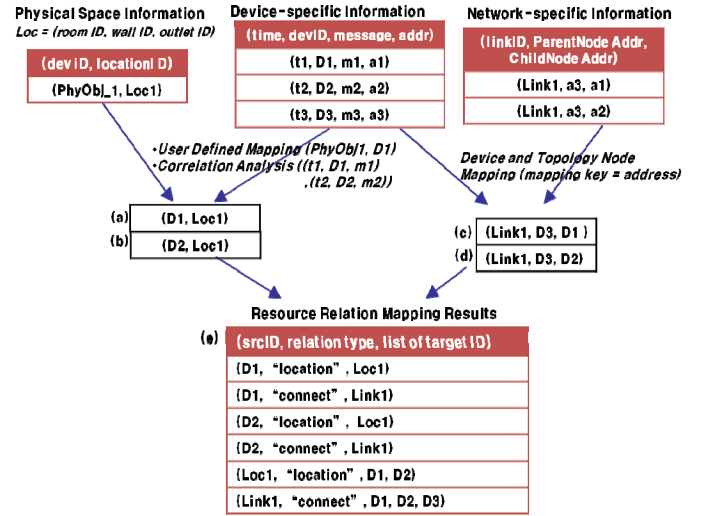 Physical Space Information
Loc = (room ID, wall ID, outlet ID)
(dev ID, location ID)
(PhyObj_1, Loc1)
Device-specific Information
(time, devID, message, addr)
(t1, D1, m1, a1)
(t2, D2, m2, a2)
(t3, D3, m3, a3)
Network-specific Information
(linkID, ParentNode Addr,
ChildNode Addr)
(Link1, a3, a1)
(Link1, a3, a2)
•User Defined Mapping (PhyObj1, D1)
•Correlation Analysis ((t1, D1, m1)
,(t2, D2, m2))
Device and Topology Node
Mapping (mapping key = address)
(a) (D1, Loc1)
(b) (D2, Loc1)
(c) (Link1, D3, D1 )
(d) (Link1, D3, D2)
Resource Relation Mapping Results
(e) (srcID, relation type, list of target ID)
(D1, “location” , Loc1)
(D1, “connect” , Link1)
(D2, “location” , Loc1)
(D2, “connect” , Link1)
(Loc1, “location” , D1, D2)
(Link1, “connect” , D1, D2, D3)